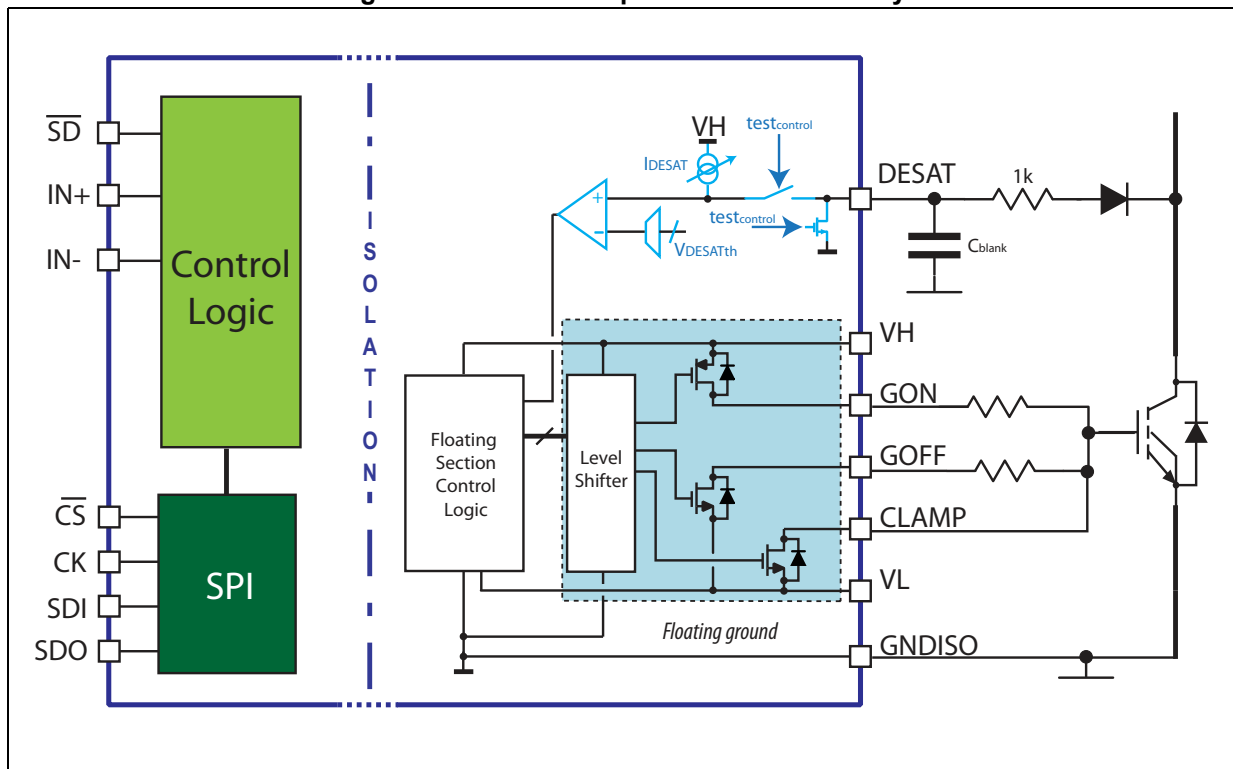 SD
IN+
IN-
Control
Logic
CS
CK
SDI
SDO
SPI
ISOLATION
VH
IDESAT
testcontrol
testcontrol
+
-
VDESATth
Floating
Section
Control
Logic
Level
Shifter
Floating ground
DESAT
1k
Cblank
VH
GON
GOFF
CLAMP
VL
GNDISO